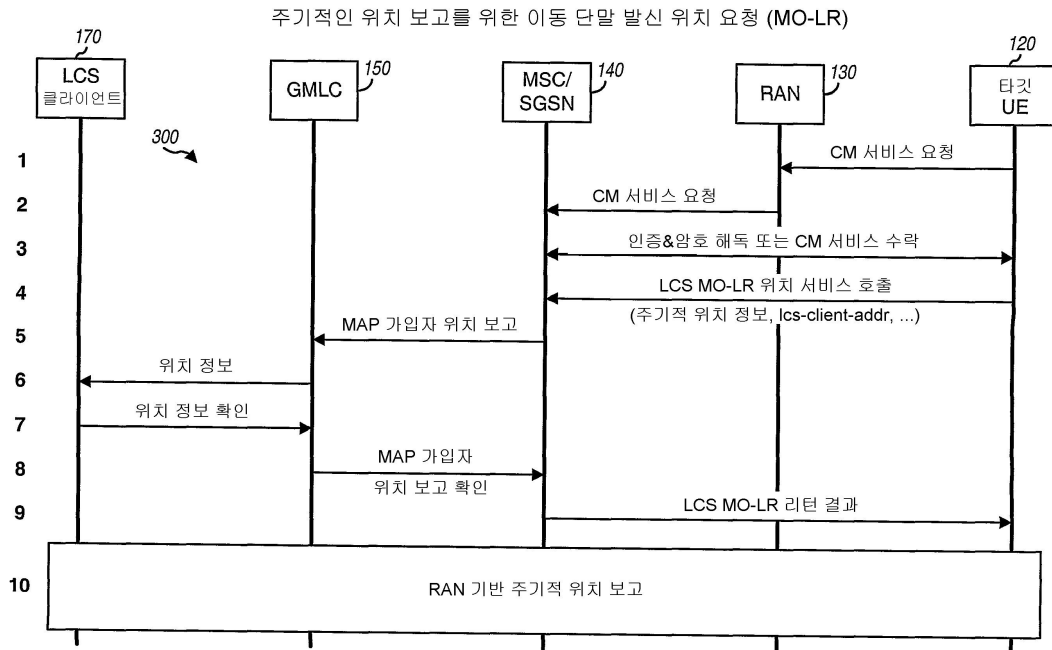 주기적인 위치 보고를 위한 이동 단말 발신 위치 요청 (MO-LR)
170
LCS
클라이언트
150
GMLC
140
MSC/
SGSN
130
RAN
120
타깃
UE
300
1
CM 서비스 요청
2
CM 서비스 요청
3
인증&암호 해독 또는 CM 서비스 수락
4
LCS MO-LR 위치 서비스 호출
(주기적 위치 정보, lcs-client-addr, ...)
5
MAP 가입자 위치 보고
6
위치 정보
7
위치 정보 확인
8
MAP 가입자
위치 보고 확인
9
LCS MO-LR 리턴 결과
10
RAN 기반 주기적 위치 보고